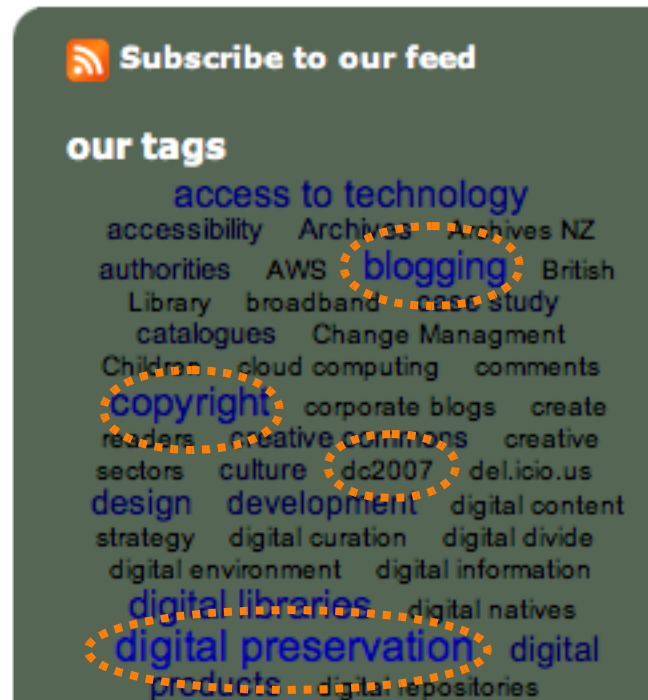 Subscribe to our feed
our tags
access to technology
accessibility Archives Archives NZ
authorities AWS blogging British
Library broadband case study
catalogues Change Managment
Children cloud computing comments
copyright corporate blogs create
readers creative commons creative
sectors culture dc2007 del.icio.us
design development digital content
strategy digital curation digital divide
digital environment digital information
digital libraries digital natives
digital preservation digital
products digital repositories